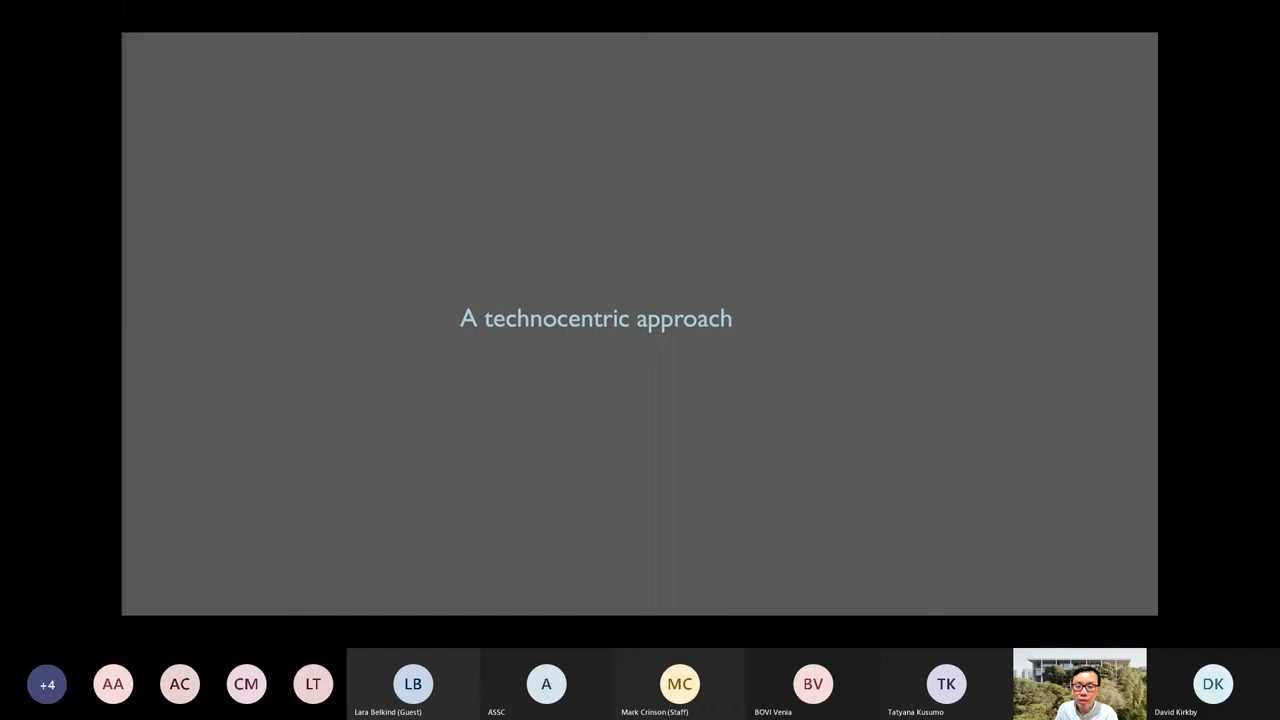 A technocentric approach
+4
AA
AC
CM
LT
LB
Lara Belkind (Guest)
A
ASSC
MC
Mark Crinson (Staff)
BV
BOVI Venia
TK
Tatyana Kusumo
DK
David Kirkby